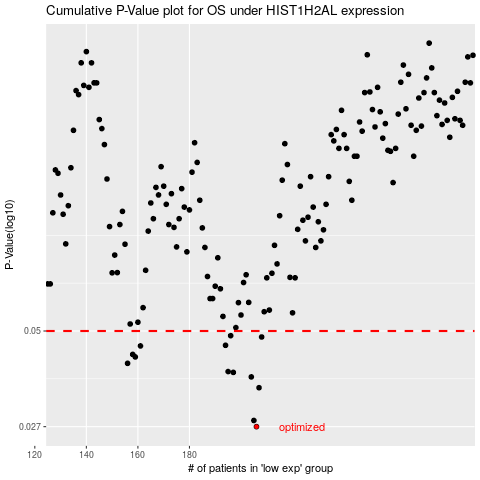 Cumulative P-Value plot for OS under HIST1H2AL expression
P-Value(log10)
0.05
0.027
optimized
120 140 160 180
# of patients in 'low exp' group